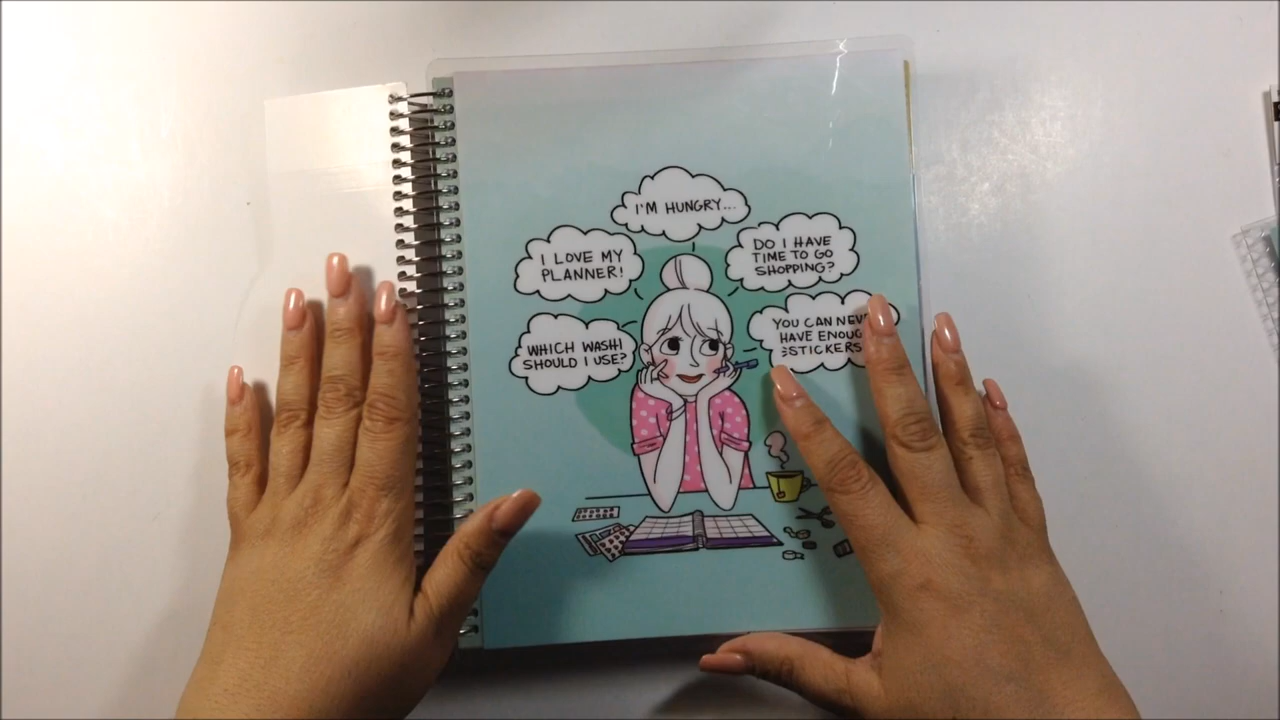 I'M HUNGRY...
I LOVE MY
PLANNER!
DO I HAVE
TIME TO GO
SHOPPING?
WHICH WASHI
SHOULD I USE?
YOU CAN
HAVE
STICKERS